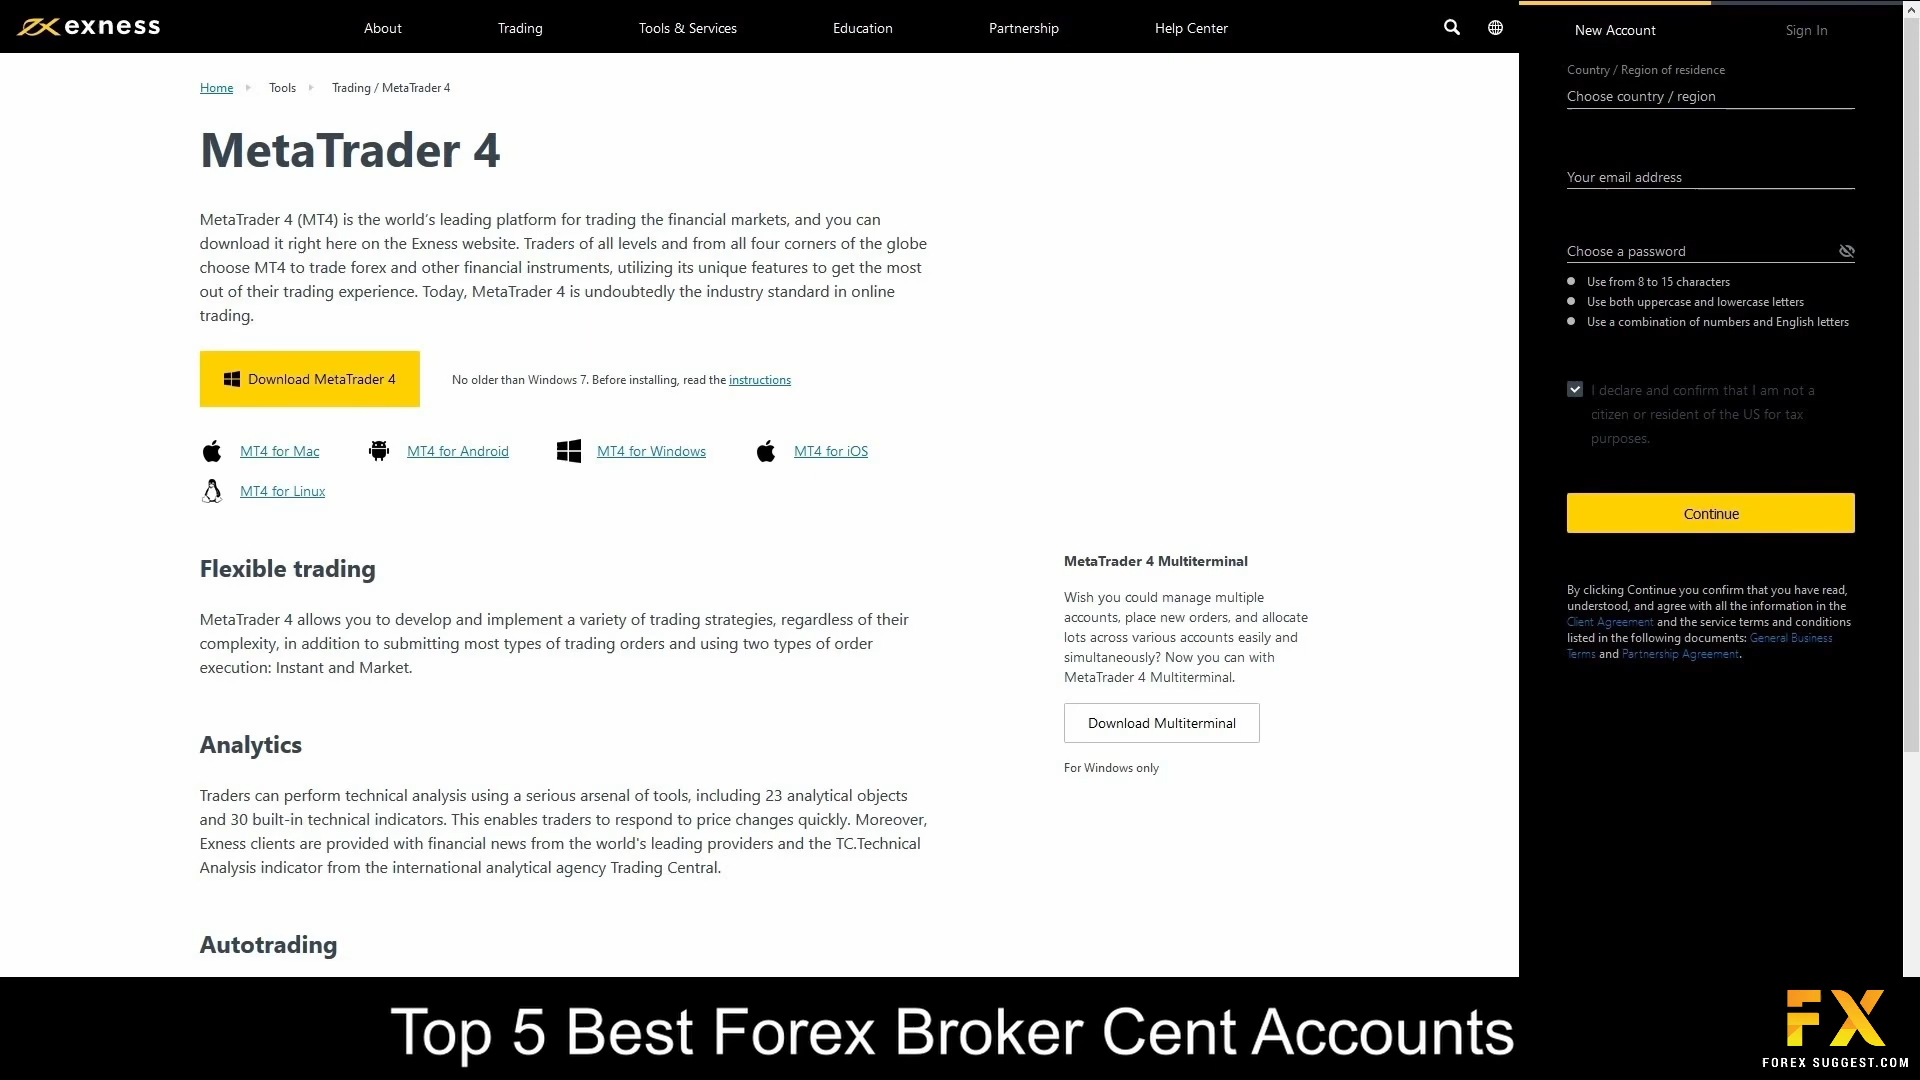 exness
About
Trading
Tools & Services
Education
Partnership
Help Center
New Account
Sign In
Home
Tools
Trading / MetaTrader 4
MetaTrader 4
MetaTrader 4 (MT4) is the world’s leading platform for trading the financial markets, and you can
download it right here on the Exness website. Traders of all levels and from all four corners of the globe
choose MT4 to trade forex and other financial instruments, utilizing its unique features to get the most
out of their trading experience. Today, MetaTrader 4 is undoubtedly the industry standard in online
trading.
Download MetaTrader 4
No older than Windows 7. Before installing, read the instructions
MT4 for Mac
MT4 for Android
MT4 for Windows
MT4 for iOS
MT4 for Linux
Flexible trading
MetaTrader 4 allows you to develop and implement a variety of trading strategies, regardless of their
complexity, in addition to submitting most types of trading orders and using two types of order
execution: Instant and Market.
Analytics
Traders can perform technical analysis using a serious arsenal of tools, including 23 analytical objects
and 30 built-in technical indicators. This enables traders to respond to price changes quickly. Moreover,
Exness clients are provided with financial news from the world's leading providers and the TC.Technical
Analysis indicator from the international analytical agency Trading Central.
Autotrading
MetaTrader 4 Multiterminal
Wish you could manage multiple
accounts, place new orders, and allocate
lots across various accounts easily and
simultaneously? Now you can with
MetaTrader 4 Multiterminal.
Download Multiterminal
For Windows only
Country / Region of residence
Choose country / region
Your email address
Choose a password
Use from 8 to 15 characters
Use both uppercase and lowercase letters
Use a combination of numbers and English letters
I declare and confirm that I am not a
citizen or resident of the US for tax
purposes.
Continue
By clicking Continue you confirm that you have read,
understood, and agree with all the information in the
Client Agreement and the service terms and conditions
listed in the following documents: General Business
Terms and Partnership Agreement.
Top 5 Best Forex Broker Cent Accounts
FX
FOREX SUGGEST.COM